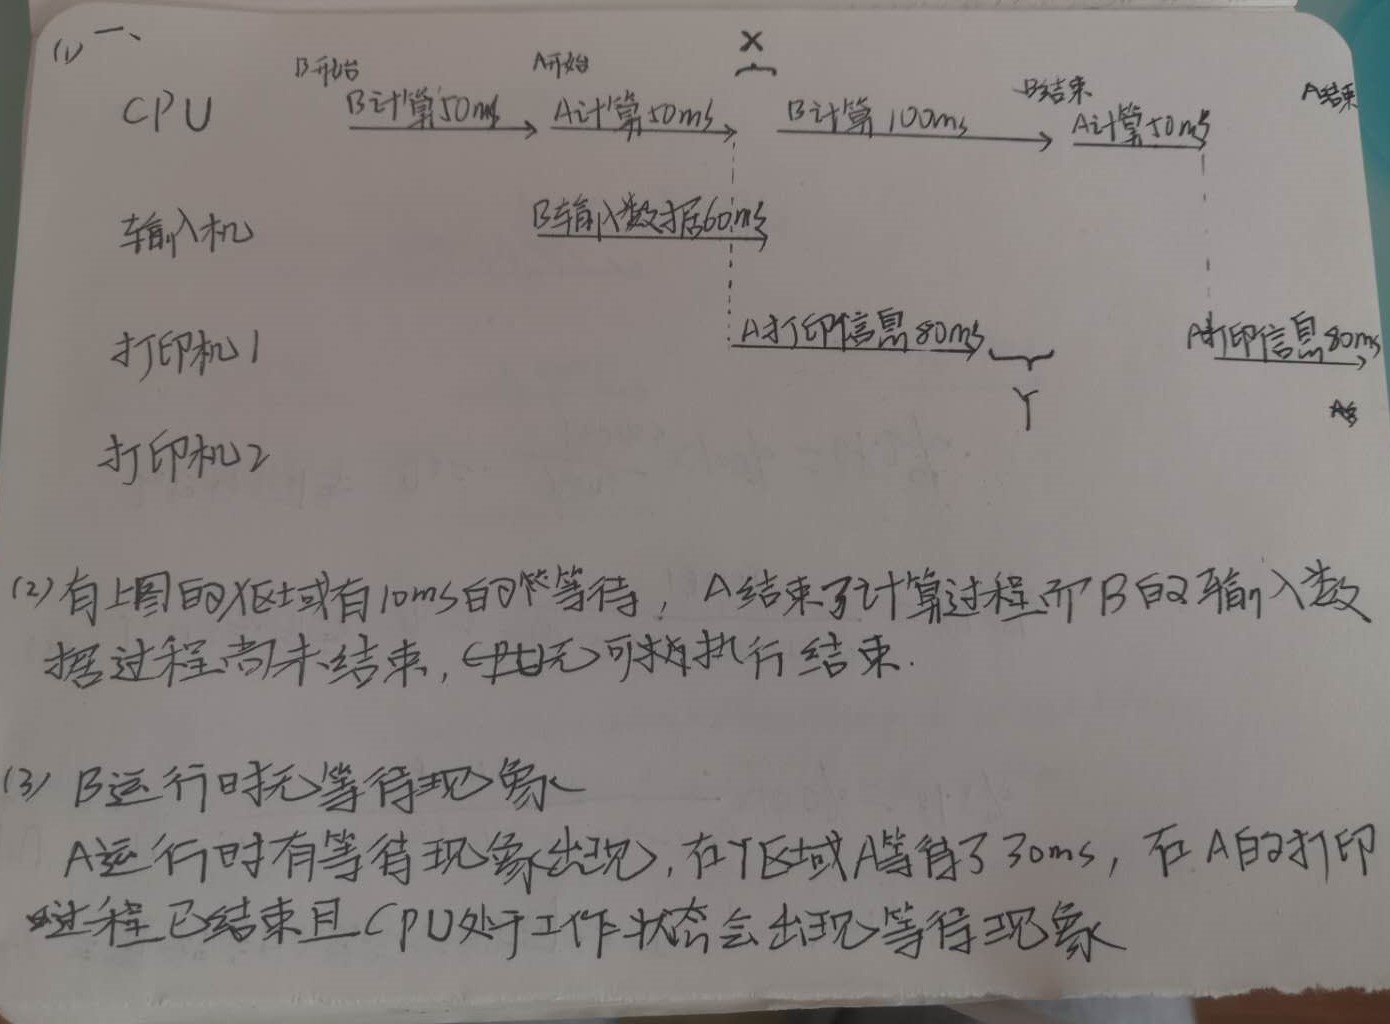 (1) 一、
X
B开始 A开始 B结束 A结束
CPU B计算50ms A计算50ms B计算100ms A计算50ms
输入机 B输入数据60ms
打印机1 A打印信息80ms A打印信息80ms
Y
打印机2
(2) 有上图的X区域有10ms的 等待，A结束了计算过程而B的输入数
据过程尚未结束，CPU无可 执行结束.
(3) B运行时无等待现象
A运行时有等待现象出现，在Y区域A等待了30ms，在A的打印
过程已结束且CPU处于工作状态会出现等待现象